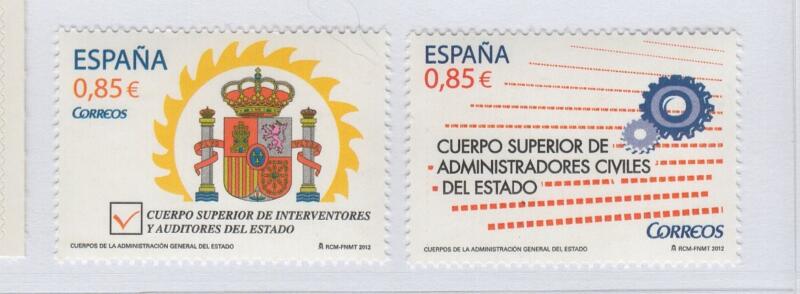 ESPAÑA
0,85 €
CORREOS
CUERPO SUPERIOR DE INTERVENTORES
Y AUDITORES DEL ESTADO
CUERPOS DE LA ADMINISTRACIÓN GENERAL DEL ESTADO
RCM-FNMT 2012
ESPAÑA
0,85 €
CUERPO SUPERIOR DE
ADMINISTRADORES CIVILES
DEL ESTADO
CORREOS
CUERPOS DE LA ADMINISTRACIÓN GENERAL DEL ESTADO
RCM-FNMT 2012